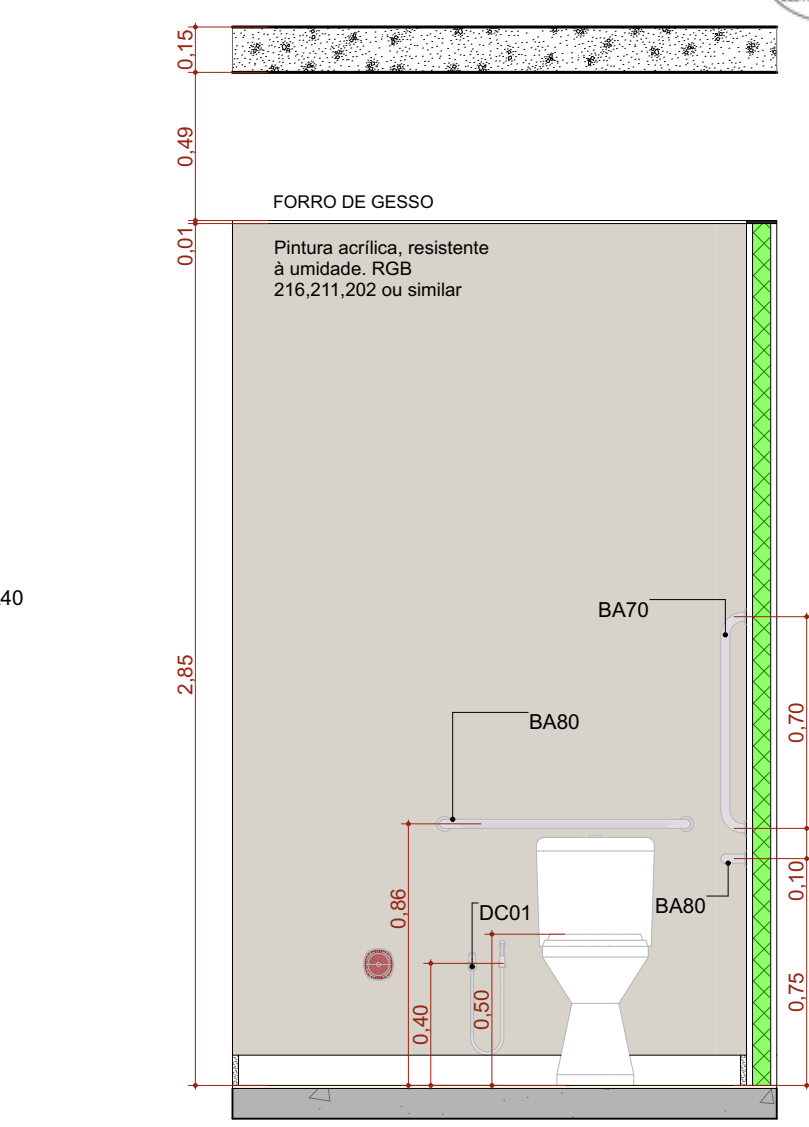 0,15
0,49
FORRO DE GESSO
0,01
Pintura acrílica, resistente
à umidade. RGB
216,211,202 ou similar
40
BA70
2,85
BA80
0,70
0,86
DC01
BA80
0,10
0,40
0,50
0,75